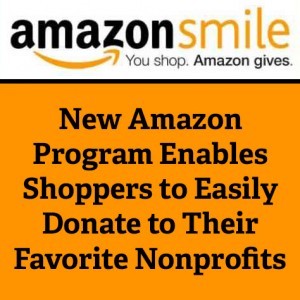 amazonsmile
You shop. Amazon gives.
New Amazon
Program Enables
Shoppers to Easily
Donate to Their
Favorite Nonprofits